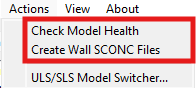 Actions View About
Check Model Health
Create Wall SCONC Files
ULS/SLS Model Switcher...